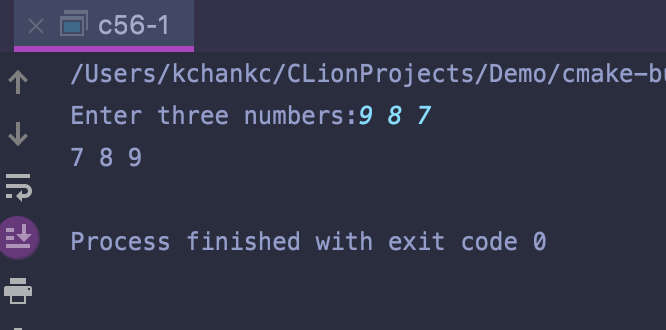 c56-1
/Users/kchankc/CLionProjects/Demo/cmake-bu
Enter three numbers:9 8 7
7 8 9
Process finished with exit code 0